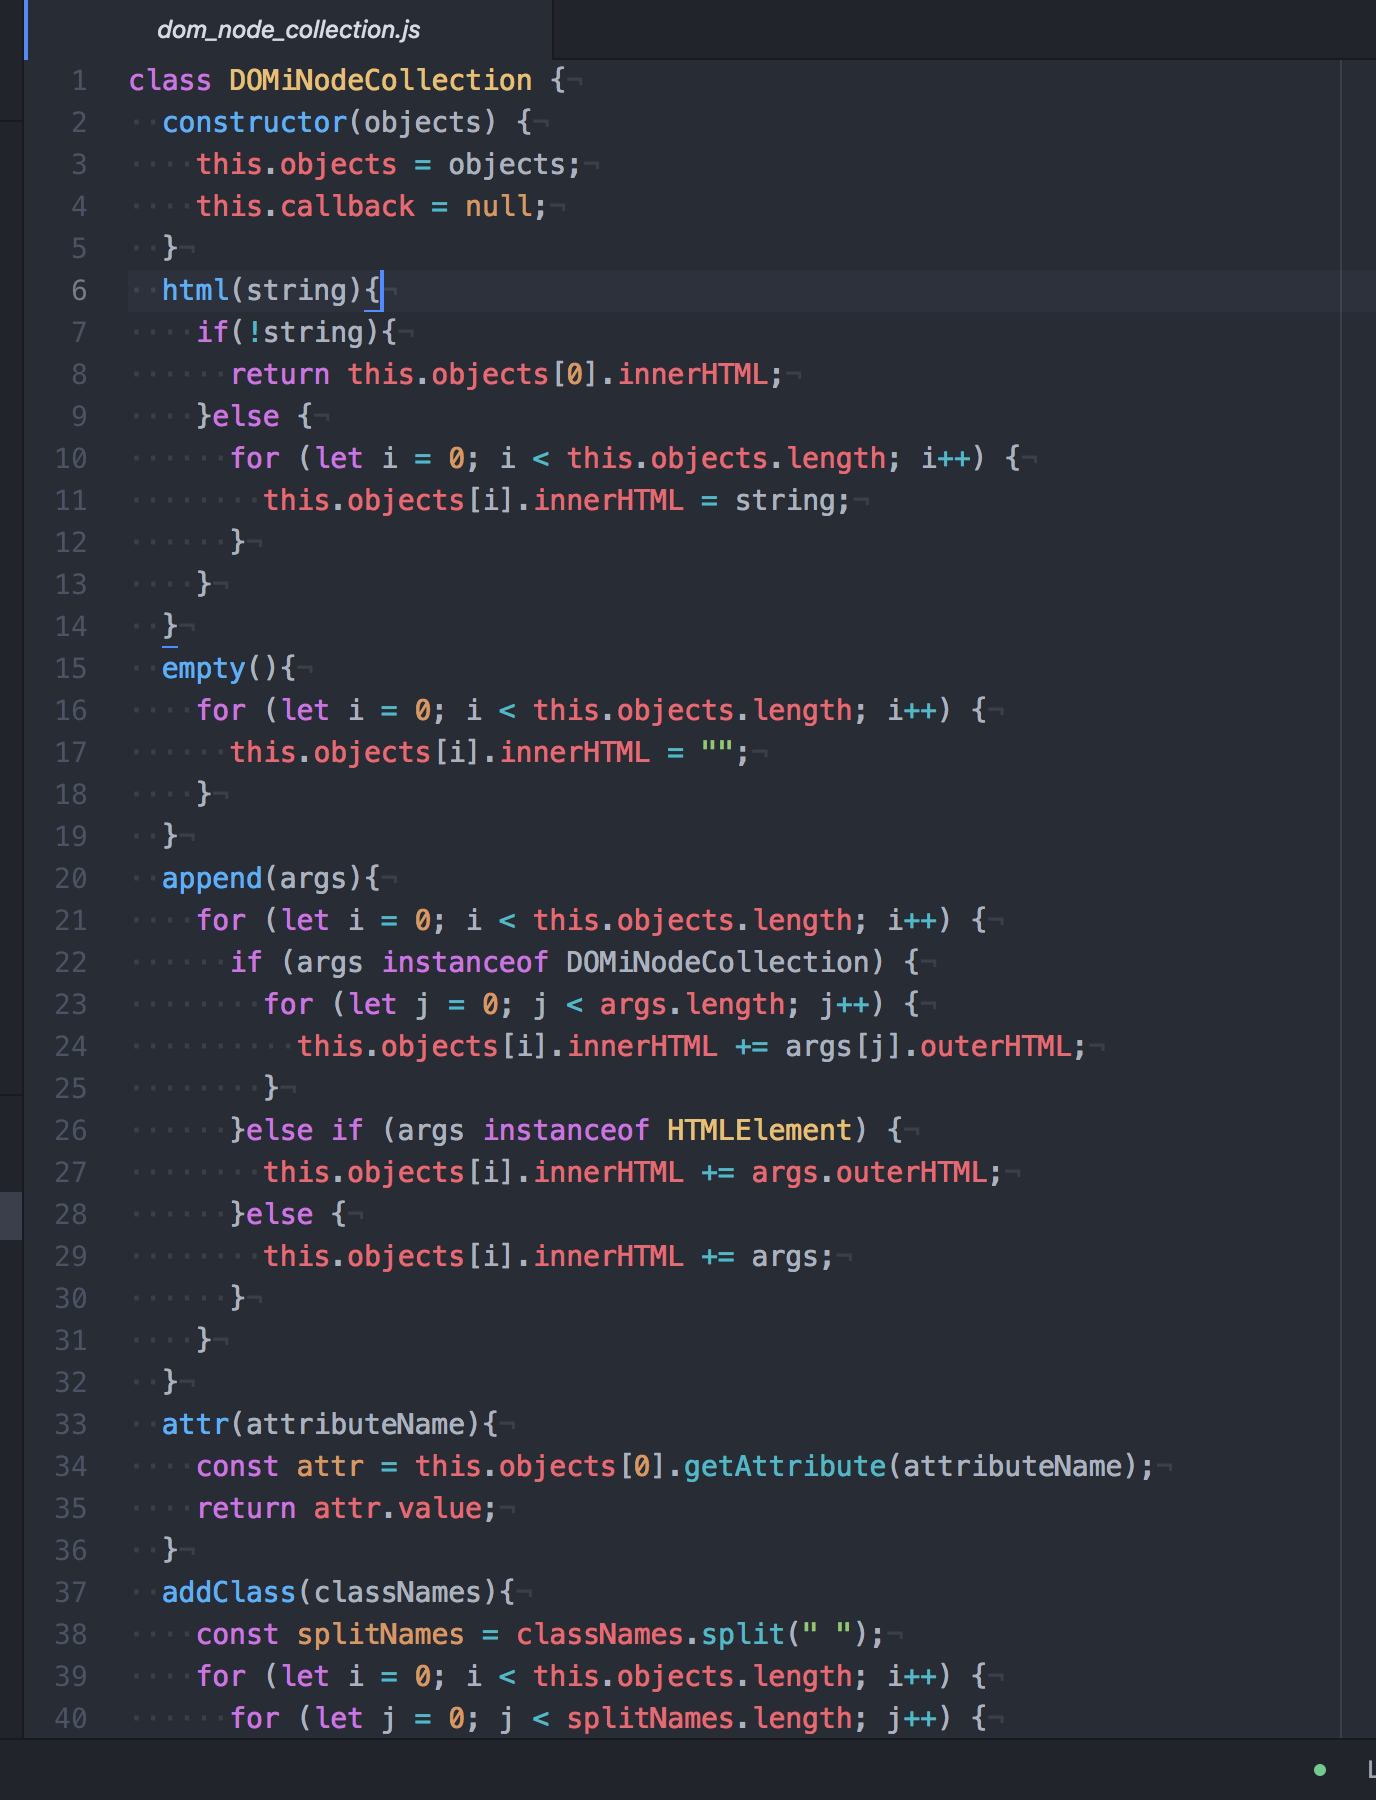 dom_node_collection.js
1 class DOMiNodeCollection {¬
2 ··constructor(objects) {¬
3 ····this.objects = objects;¬
4 ····this.callback = null;¬
5 ··}¬
6 ··html(string){¬
7 ····if(!string){¬
8 ······return this.objects[0].innerHTML;¬
9 ····}else {¬
10 ······for (let i = 0; i < this.objects.length; i++) {¬
11 ········this.objects[i].innerHTML = string;¬
12 ······}¬
13 ····}¬
14 ··}¬
15 ··empty(){¬
16 ····for (let i = 0; i < this.objects.length; i++) {¬
17 ······this.objects[i].innerHTML = "";¬
18 ····}¬
19 ··}¬
20 ··append(args){¬
21 ····for (let i = 0; i < this.objects.length; i++) {¬
22 ······if (args instanceof DOMiNodeCollection) {¬
23 ········for (let j = 0; j < args.length; j++) {¬
24 ··········this.objects[i].innerHTML += args[j].outerHTML;¬
25 ········}¬
26 ······}else if (args instanceof HTMLElement) {¬
27 ········this.objects[i].innerHTML += args.outerHTML;¬
28 ······}else {¬
29 ········this.objects[i].innerHTML += args;¬
30 ······}¬
31 ····}¬
32 ··}¬
33 ··attr(attributeName){¬
34 ····const attr = this.objects[0].getAttribute(attributeName);¬
35 ····return attr.value;¬
36 ··}¬
37 ··addClass(classNames){¬
38 ····const splitNames = classNames.split(" ");¬
39 ····for (let i = 0; i < this.objects.length; i++) {¬
40 ······for (let j = 0; j < splitNames.length; j++) {¬